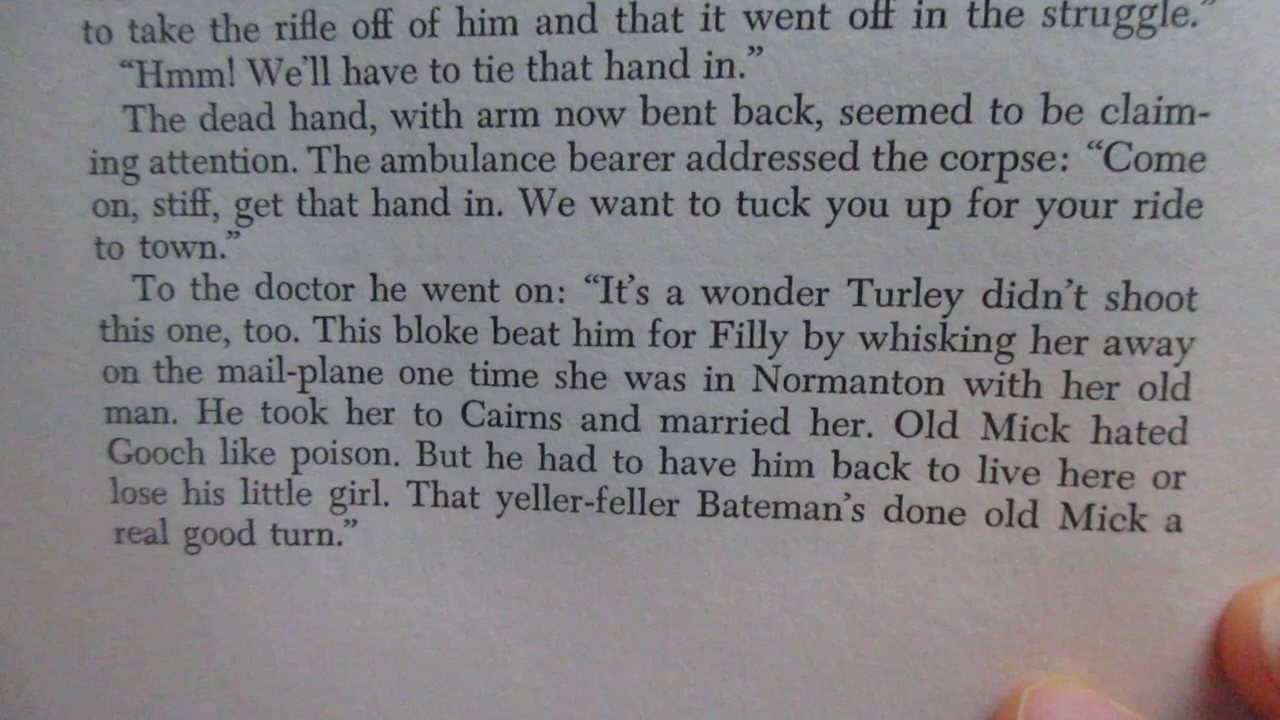 to take the rifle off of him and that it went off in the struggle.”
“Hmm! We’ll have to tie that hand in.”
The dead hand, with arm now bent back, seemed to be claim-
ing attention. The ambulance bearer addressed the corpse: “Come
on, stiff, get that hand in. We want to tuck you up for your ride
to town.”
To the doctor he went on: “It’s a wonder Turley didn’t shoot
this one, too. This bloke beat him for Filly by whisking her away
on the mail-plane one time she was in Normanton with her old
man. He took her to Cairns and married her. Old Mick hated
Gooch like poison. But he had to have him back to live here or
lose his little girl. That yeller-feller Bateman’s done old Mick a
real good turn.”